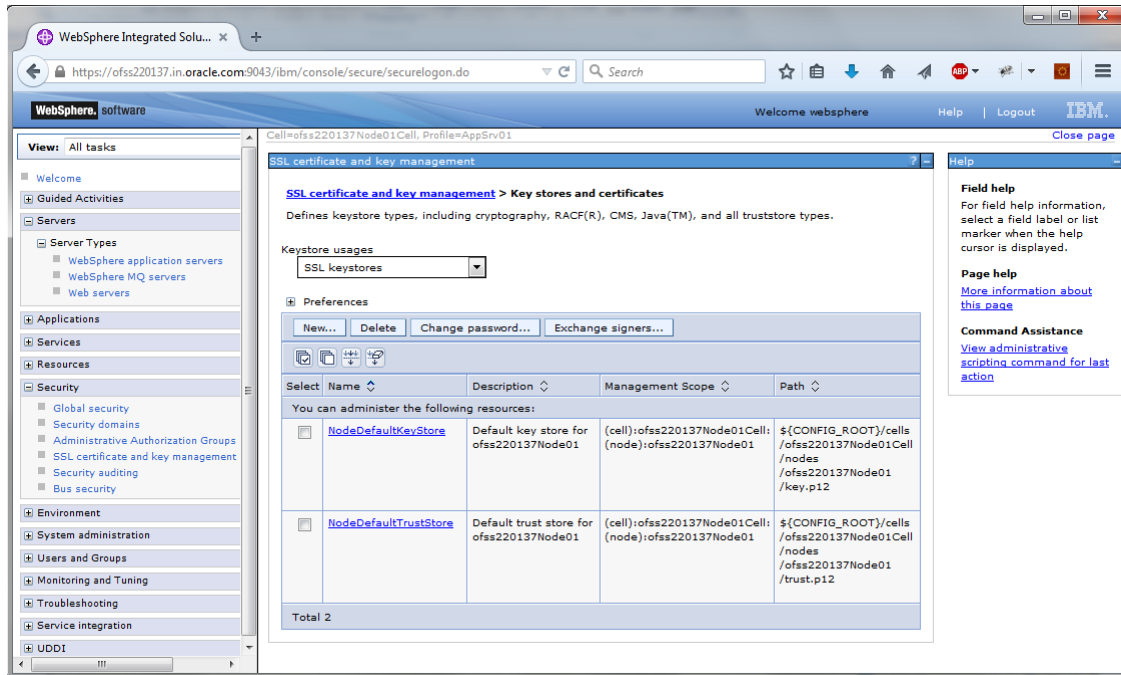 WebSphere Integrated Solu...
https://ofss220137.in.oracle.com:9043/ibm/console/secure/securelogon.do
Search
ABP
WebSphere. software
Welcome websphere
Help | Logout
IBM.
View: All tasks
Welcome
Guided Activities
Servers
Server Types
WebSphere application servers
WebSphere MQ servers
Web servers
Applications
Services
Resources
Security
Global security
Security domains
Administrative Authorization Groups
SSL certificate and key management
Security auditing
Bus security
Environment
System administration
Users and Groups
Monitoring and Tuning
Troubleshooting
Service integration
UDDI
Cell=ofss220137Node01Cell, Profile=AppSrv01
Close page
SSL certificate and key management
?
SSL certificate and key management > Key stores and certificates
Defines keystore types, including cryptography, RACF(R), CMS, Java(TM), and all truststore types.
Keystore usages
SSL keystores
Preferences
New... Delete Change password... Exchange signers...
Select Name Description Management Scope Path
You can administer the following resources:
NodeDefaultKeyStore
Default key store for
ofss220137Node01
(cell):ofss220137Node01Cell:
(node):ofss220137Node01
${CONFIG_ROOT}/cells
/ofss220137Node01Cell
/nodes
/ofss220137Node01
/key.p12
NodeDefaultTrustStore
Default trust store for
ofss220137Node01
(cell):ofss220137Node01Cell:
(node):ofss220137Node01
${CONFIG_ROOT}/cells
/ofss220137Node01Cell
/nodes
/ofss220137Node01
/trust.p12
Total 2
Help
Field help
For field help information,
select a field label or list
marker when the help
cursor is displayed.
Page help
More information about
this page
Command Assistance
View administrative
scripting command for last
action